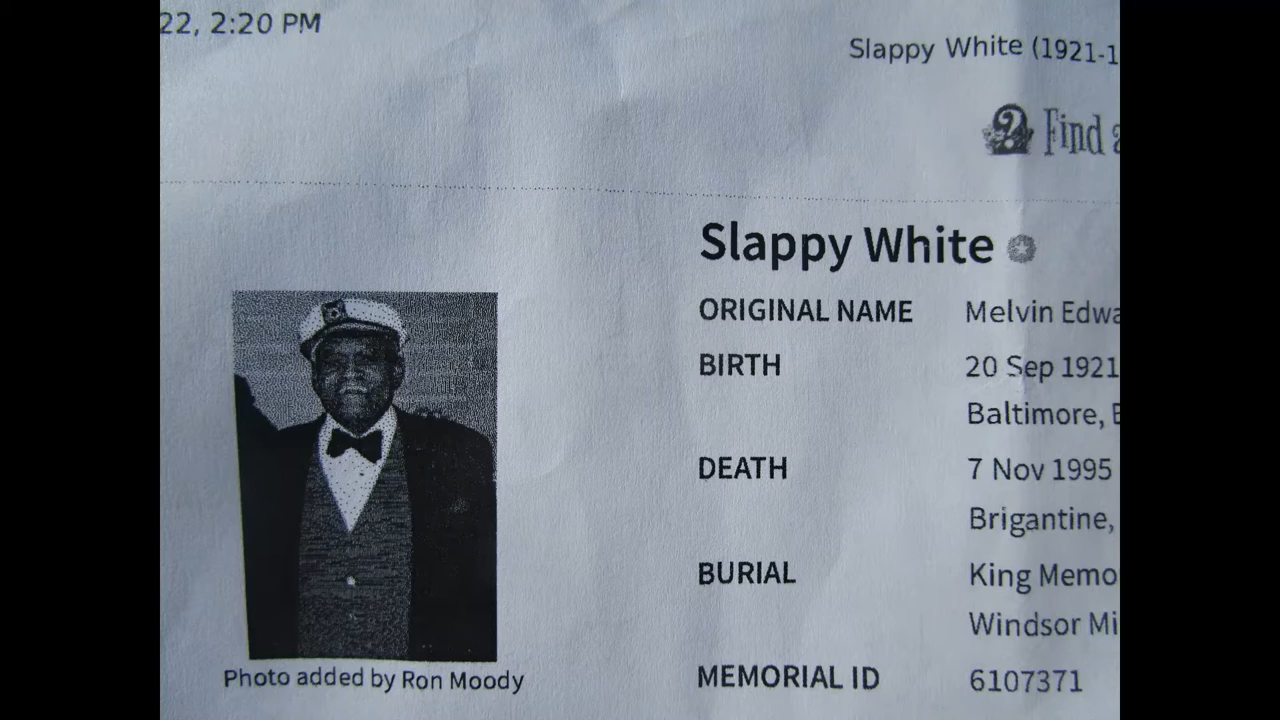 22, 2:20 PM
Slappy White (1921-1
Find a
Slappy White
ORIGINAL NAME Melvin Edwa
BIRTH 20 Sep 1921
Baltimore,
DEATH 7 Nov 1995
Brigantine,
BURIAL King Memo
Windsor Mi
MEMORIAL ID 6107371
Photo added by Ron Moody